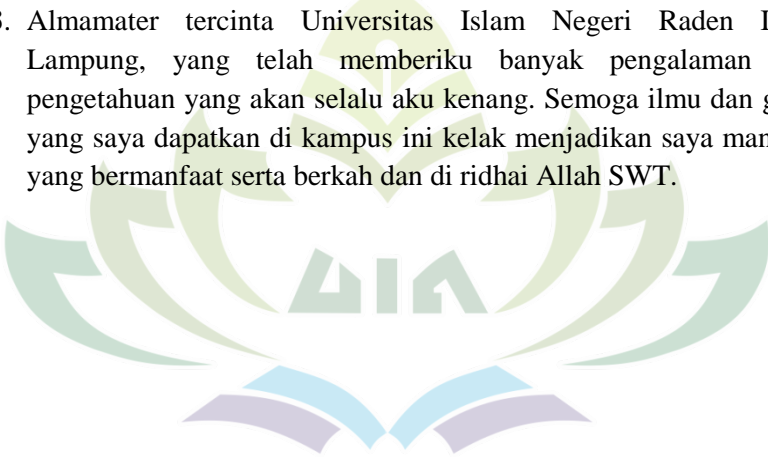 . Almamater tercinta Universitas Islam Negeri Raden
Lampung, yang telah memberiku banyak pengalaman
pengetahuan yang akan selalu aku kenang. Semoga ilmu dan
yang saya dapatkan di kampus ini kelak menjadikan saya
yang bermanfaat serta berkah dan di ridhai Allah SWT.
UIN